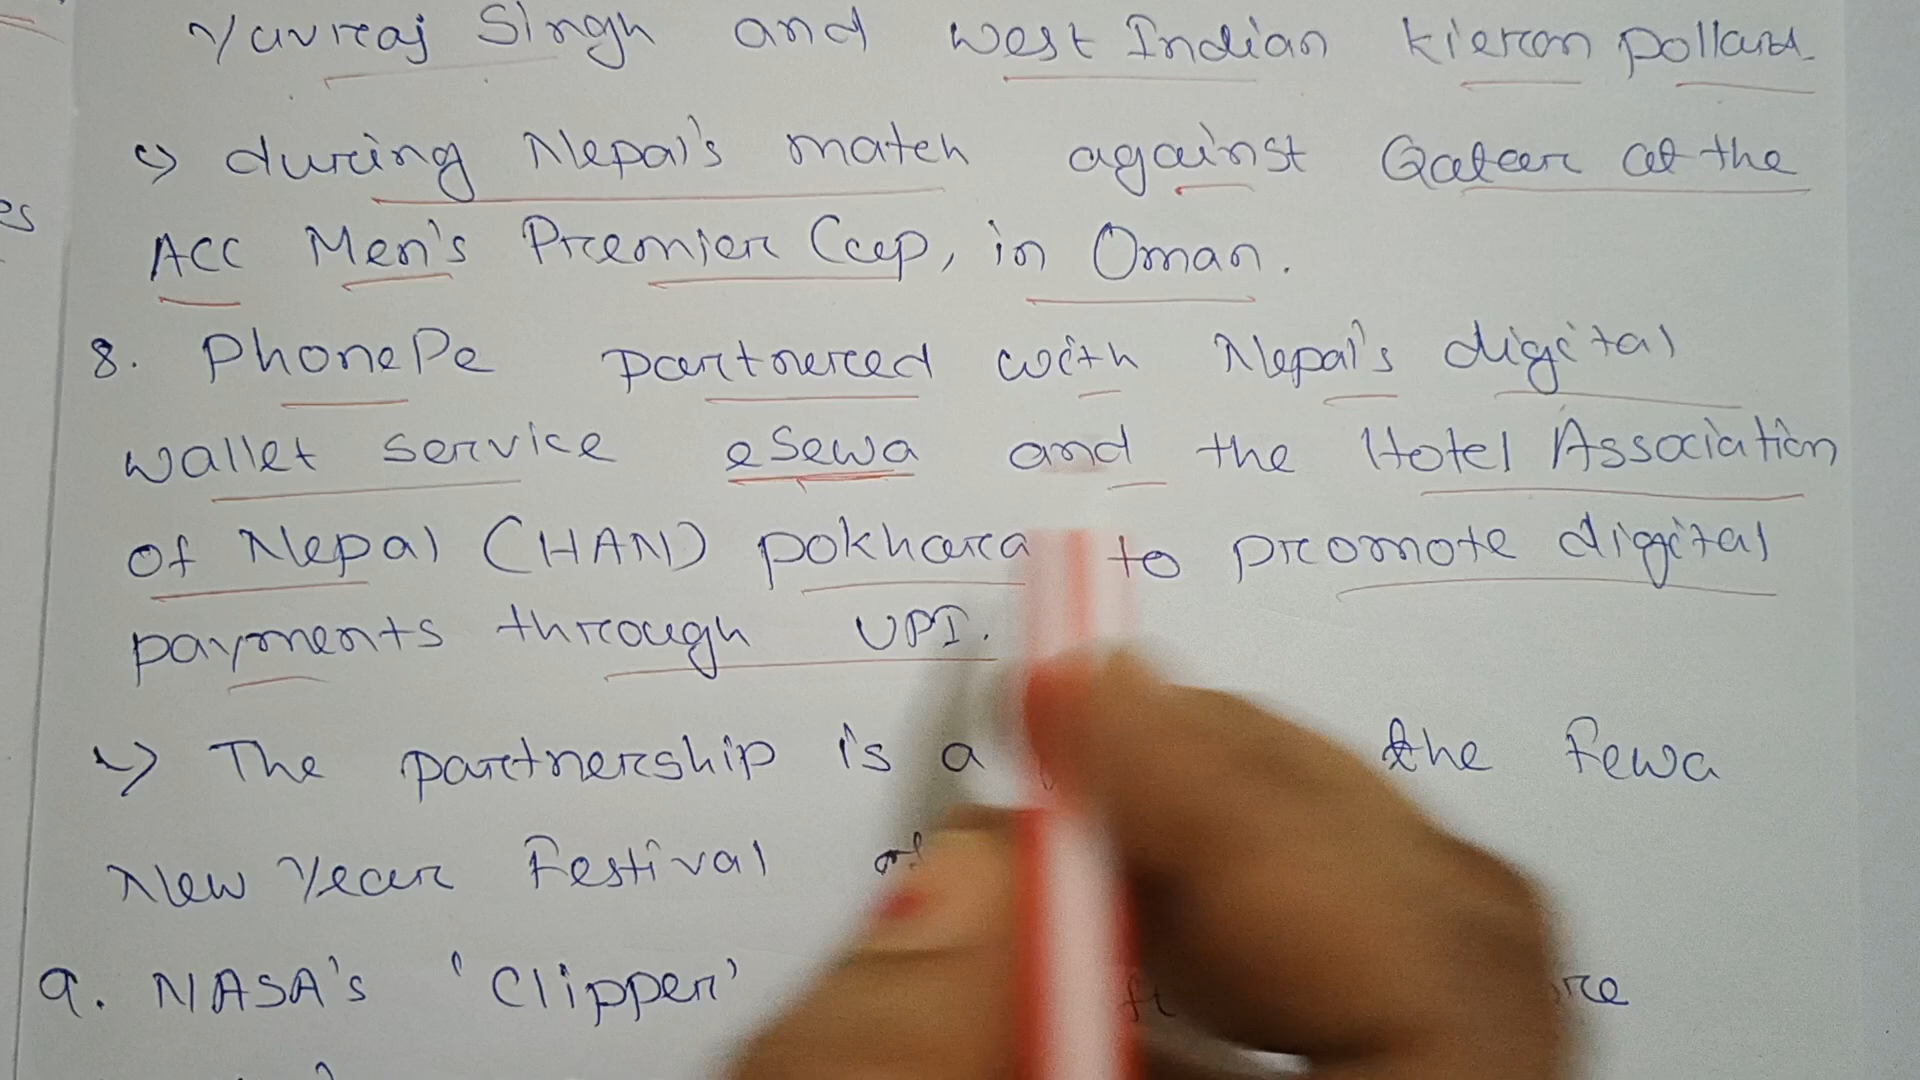 Yuvraj Singh and West Indian Kieron Pollard
↳ during Nepal's match against Qatar at the
ACC Men's Premier Cup, in Oman.
8. PhonePe partnered with Nepal's digital
wallet service eSewa and the Hotel Association
of Nepal (HAN) pokhara to promote digital
payments through UPI.
↳ The partnership is a the Fewa
New Year Festival
9. NASA's 'Clipper'
es